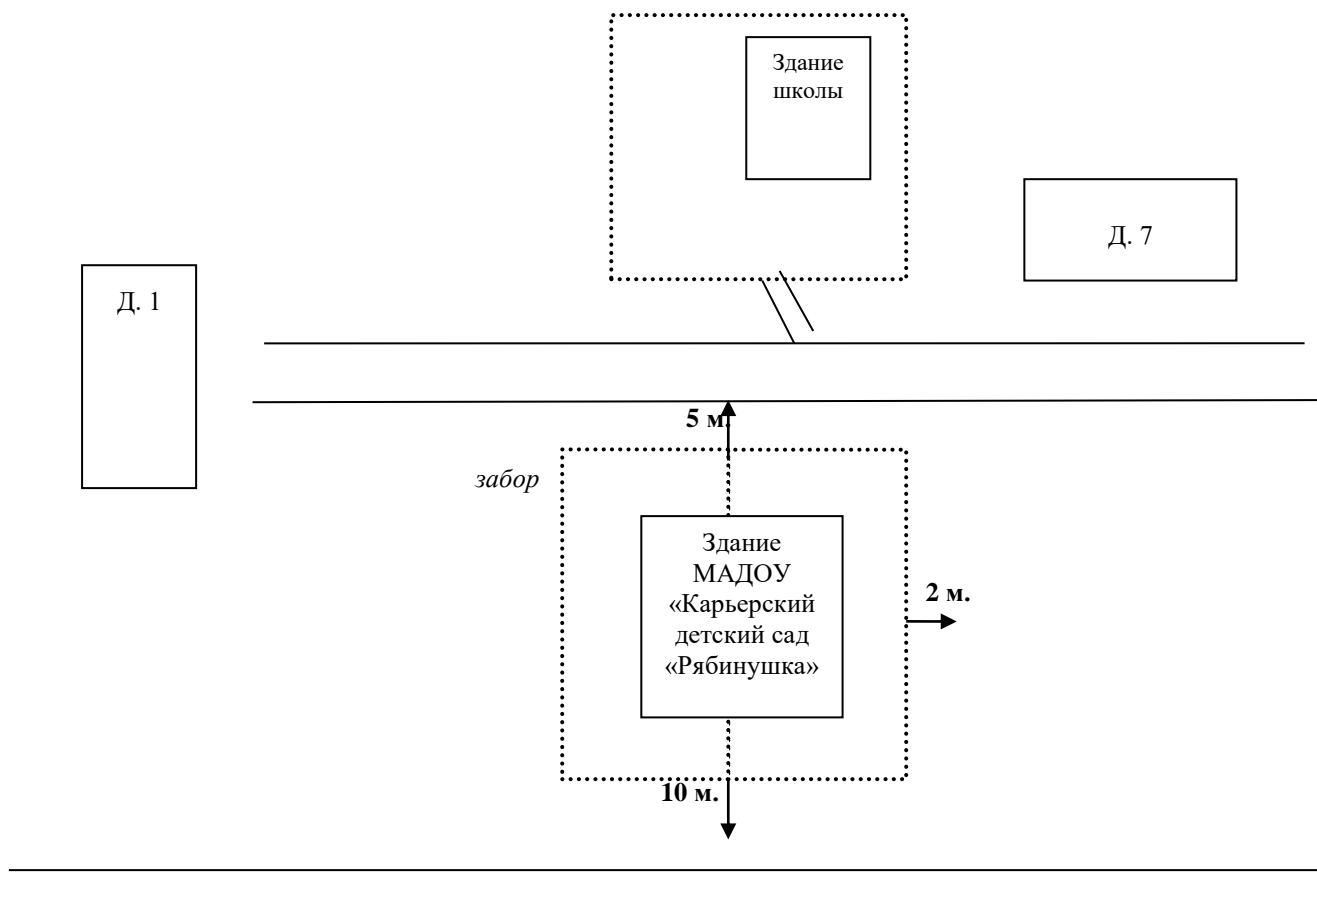 Здание
школы
Д. 7
Д. 1
5 м.
забор
Здание
МАДОУ
«Карьерский
детский сад
«Рябинушка»
2 м.
10 м.